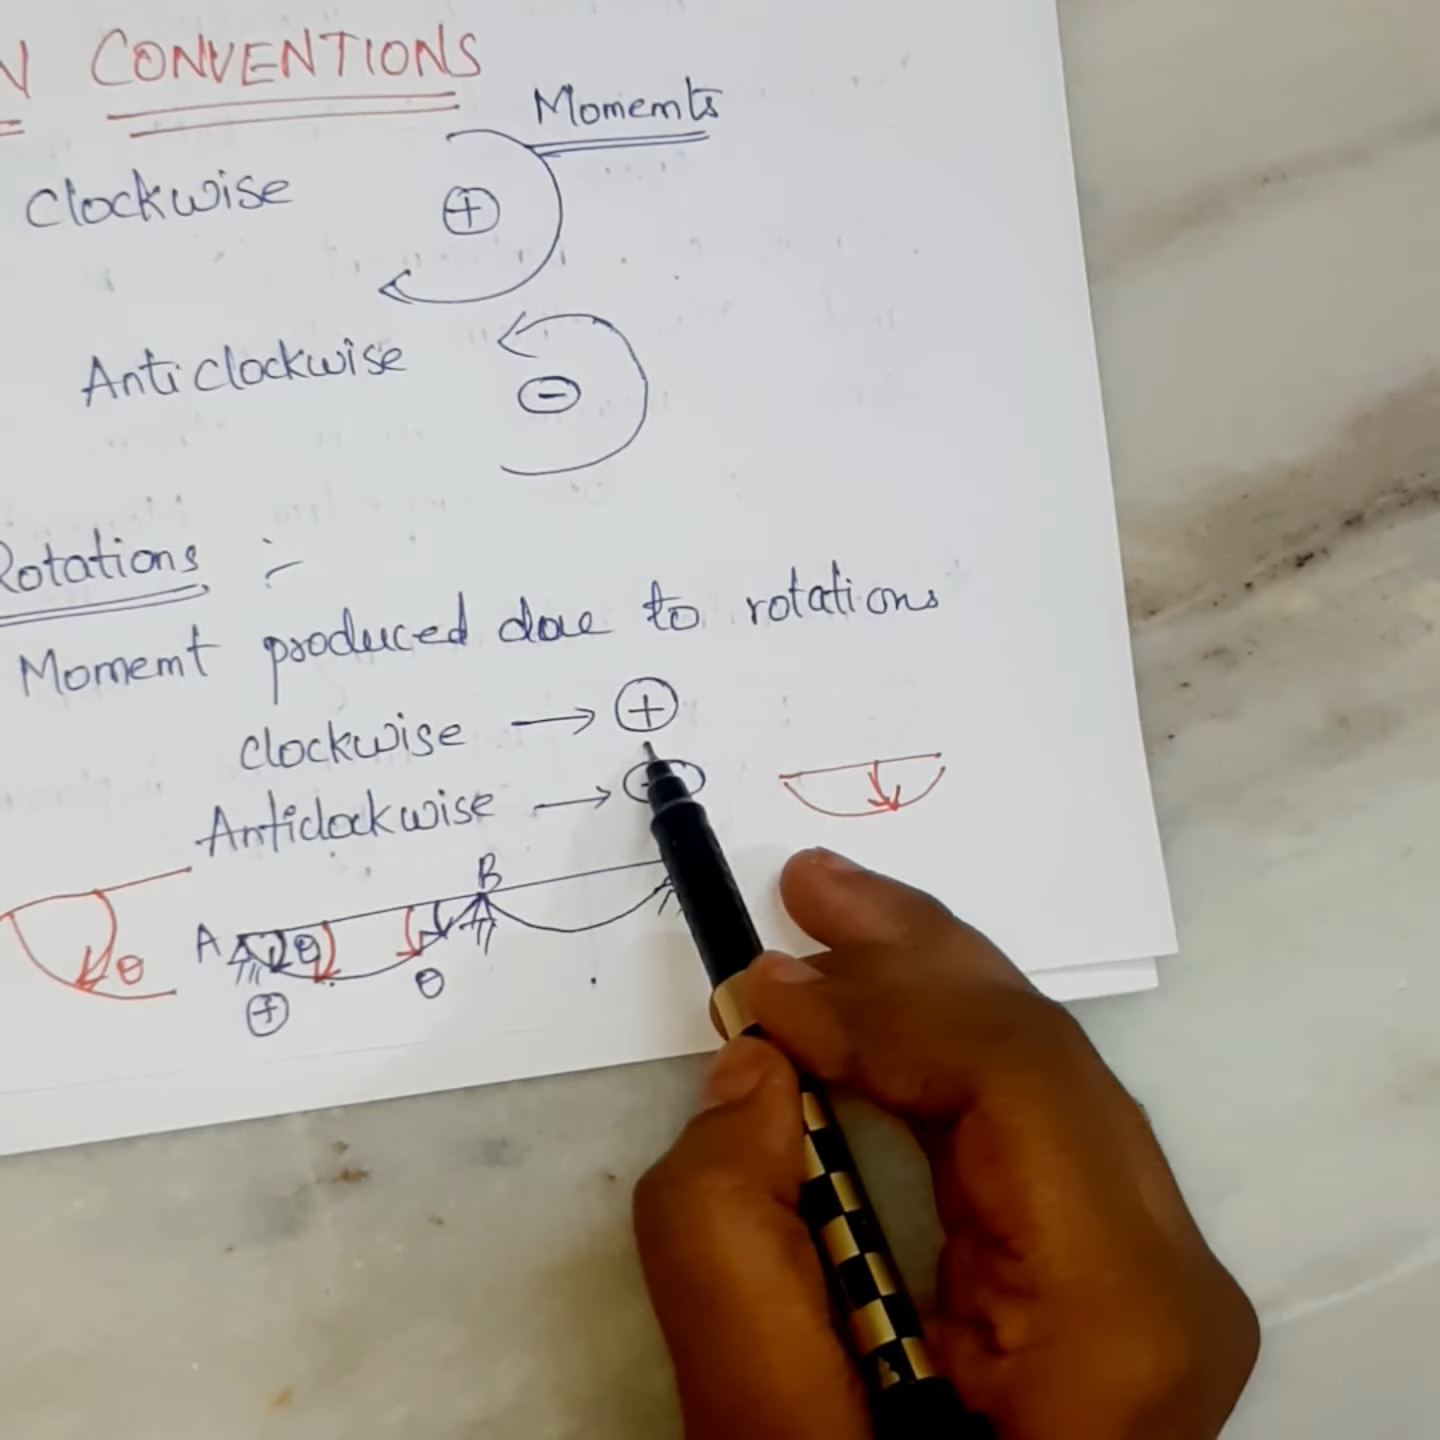 N CONVENTIONS
Moments
Clockwise +
Anticlockwise -
Rotations :-
Moment produced due to rotations
Clockwise → +
Anticlockwise →
B
A θ
θ θ
+